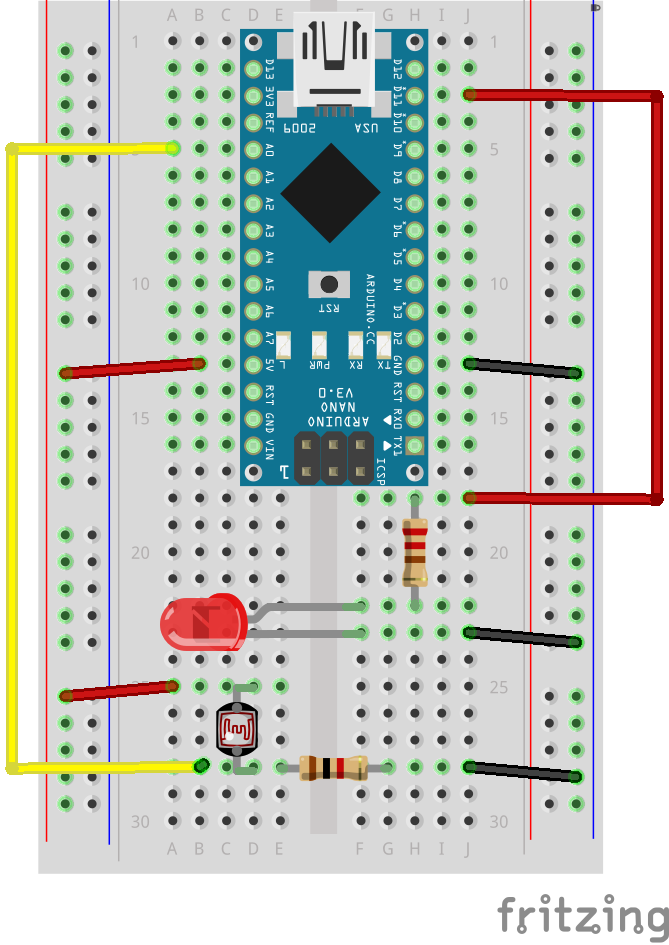 A B C D E F G H J
1 1
5
10 10
15 15
20 20
25 25
30 30
A B C D E F G H I J
D13
3V3
REF
A0
A1
A2
A3
A4
A5
A6
A7
5V
RST
GND
VIN
D12
D11
D10
D9
D8
D7
D6
D5
D4
D3
D2
GND
RST
RX0
TX1
USA
2009
RST
ARDUINO.CC
L PWR RX TX
ARDUINO
NANO
V3.0
ICSP
1
fritzing